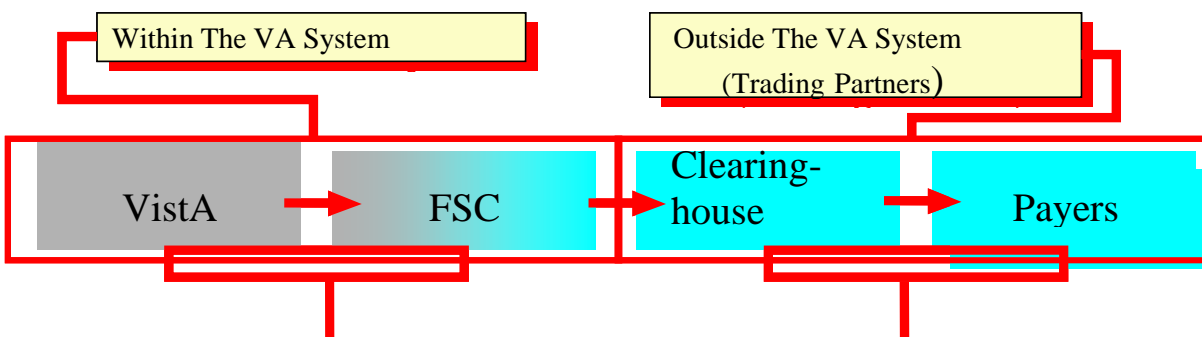 Within The VA System
Outside The VA System
(Trading Partners)
VistA
FSC
Clearing-
house
Payers